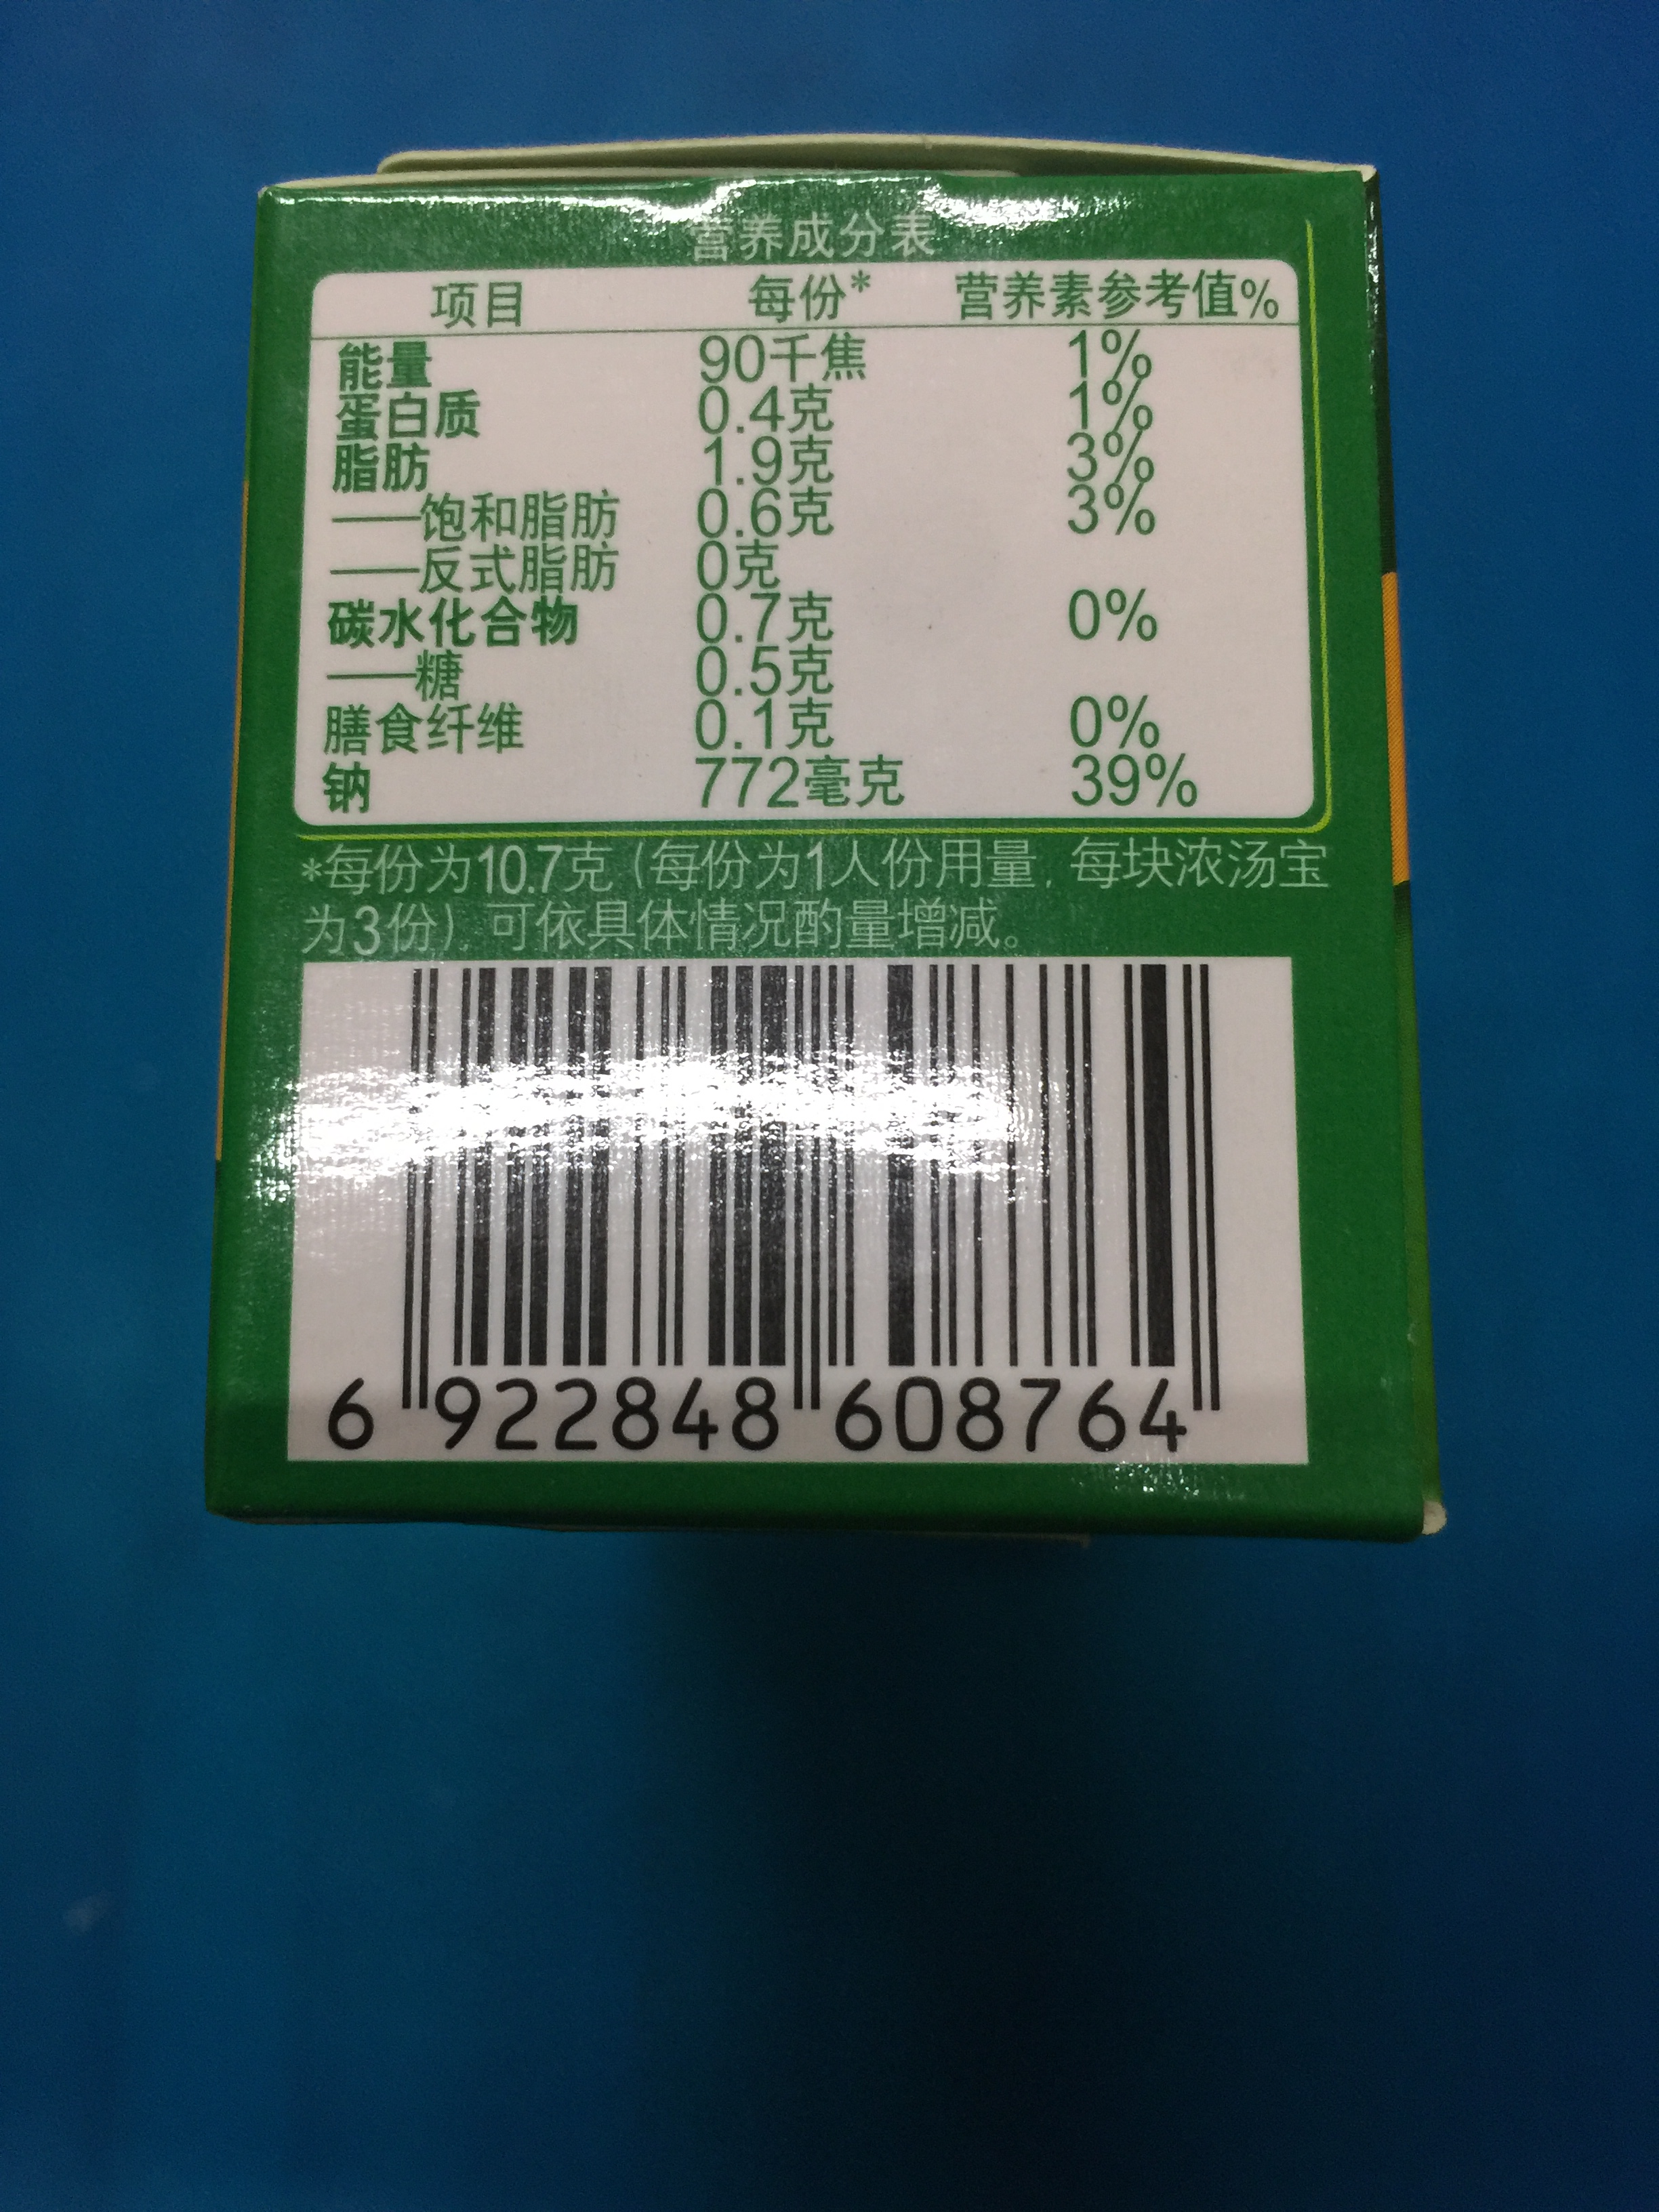 营养成分表
项目 每份* 营养素参考值%
能量 90千焦 1%
蛋白质 0.4克 1%
脂肪 1.9克 3%
——饱和脂肪 0.6克 3%
——反式脂肪 0克
碳水化合物 0.7克 0%
——糖 0.5克
膳食纤维 0.1克 0%
钠 772毫克 39%
*每份为10.7克(每份为1人份用量, 每块浓汤宝
为3份), 可依具体情况酌量增减。
6 922848 608764